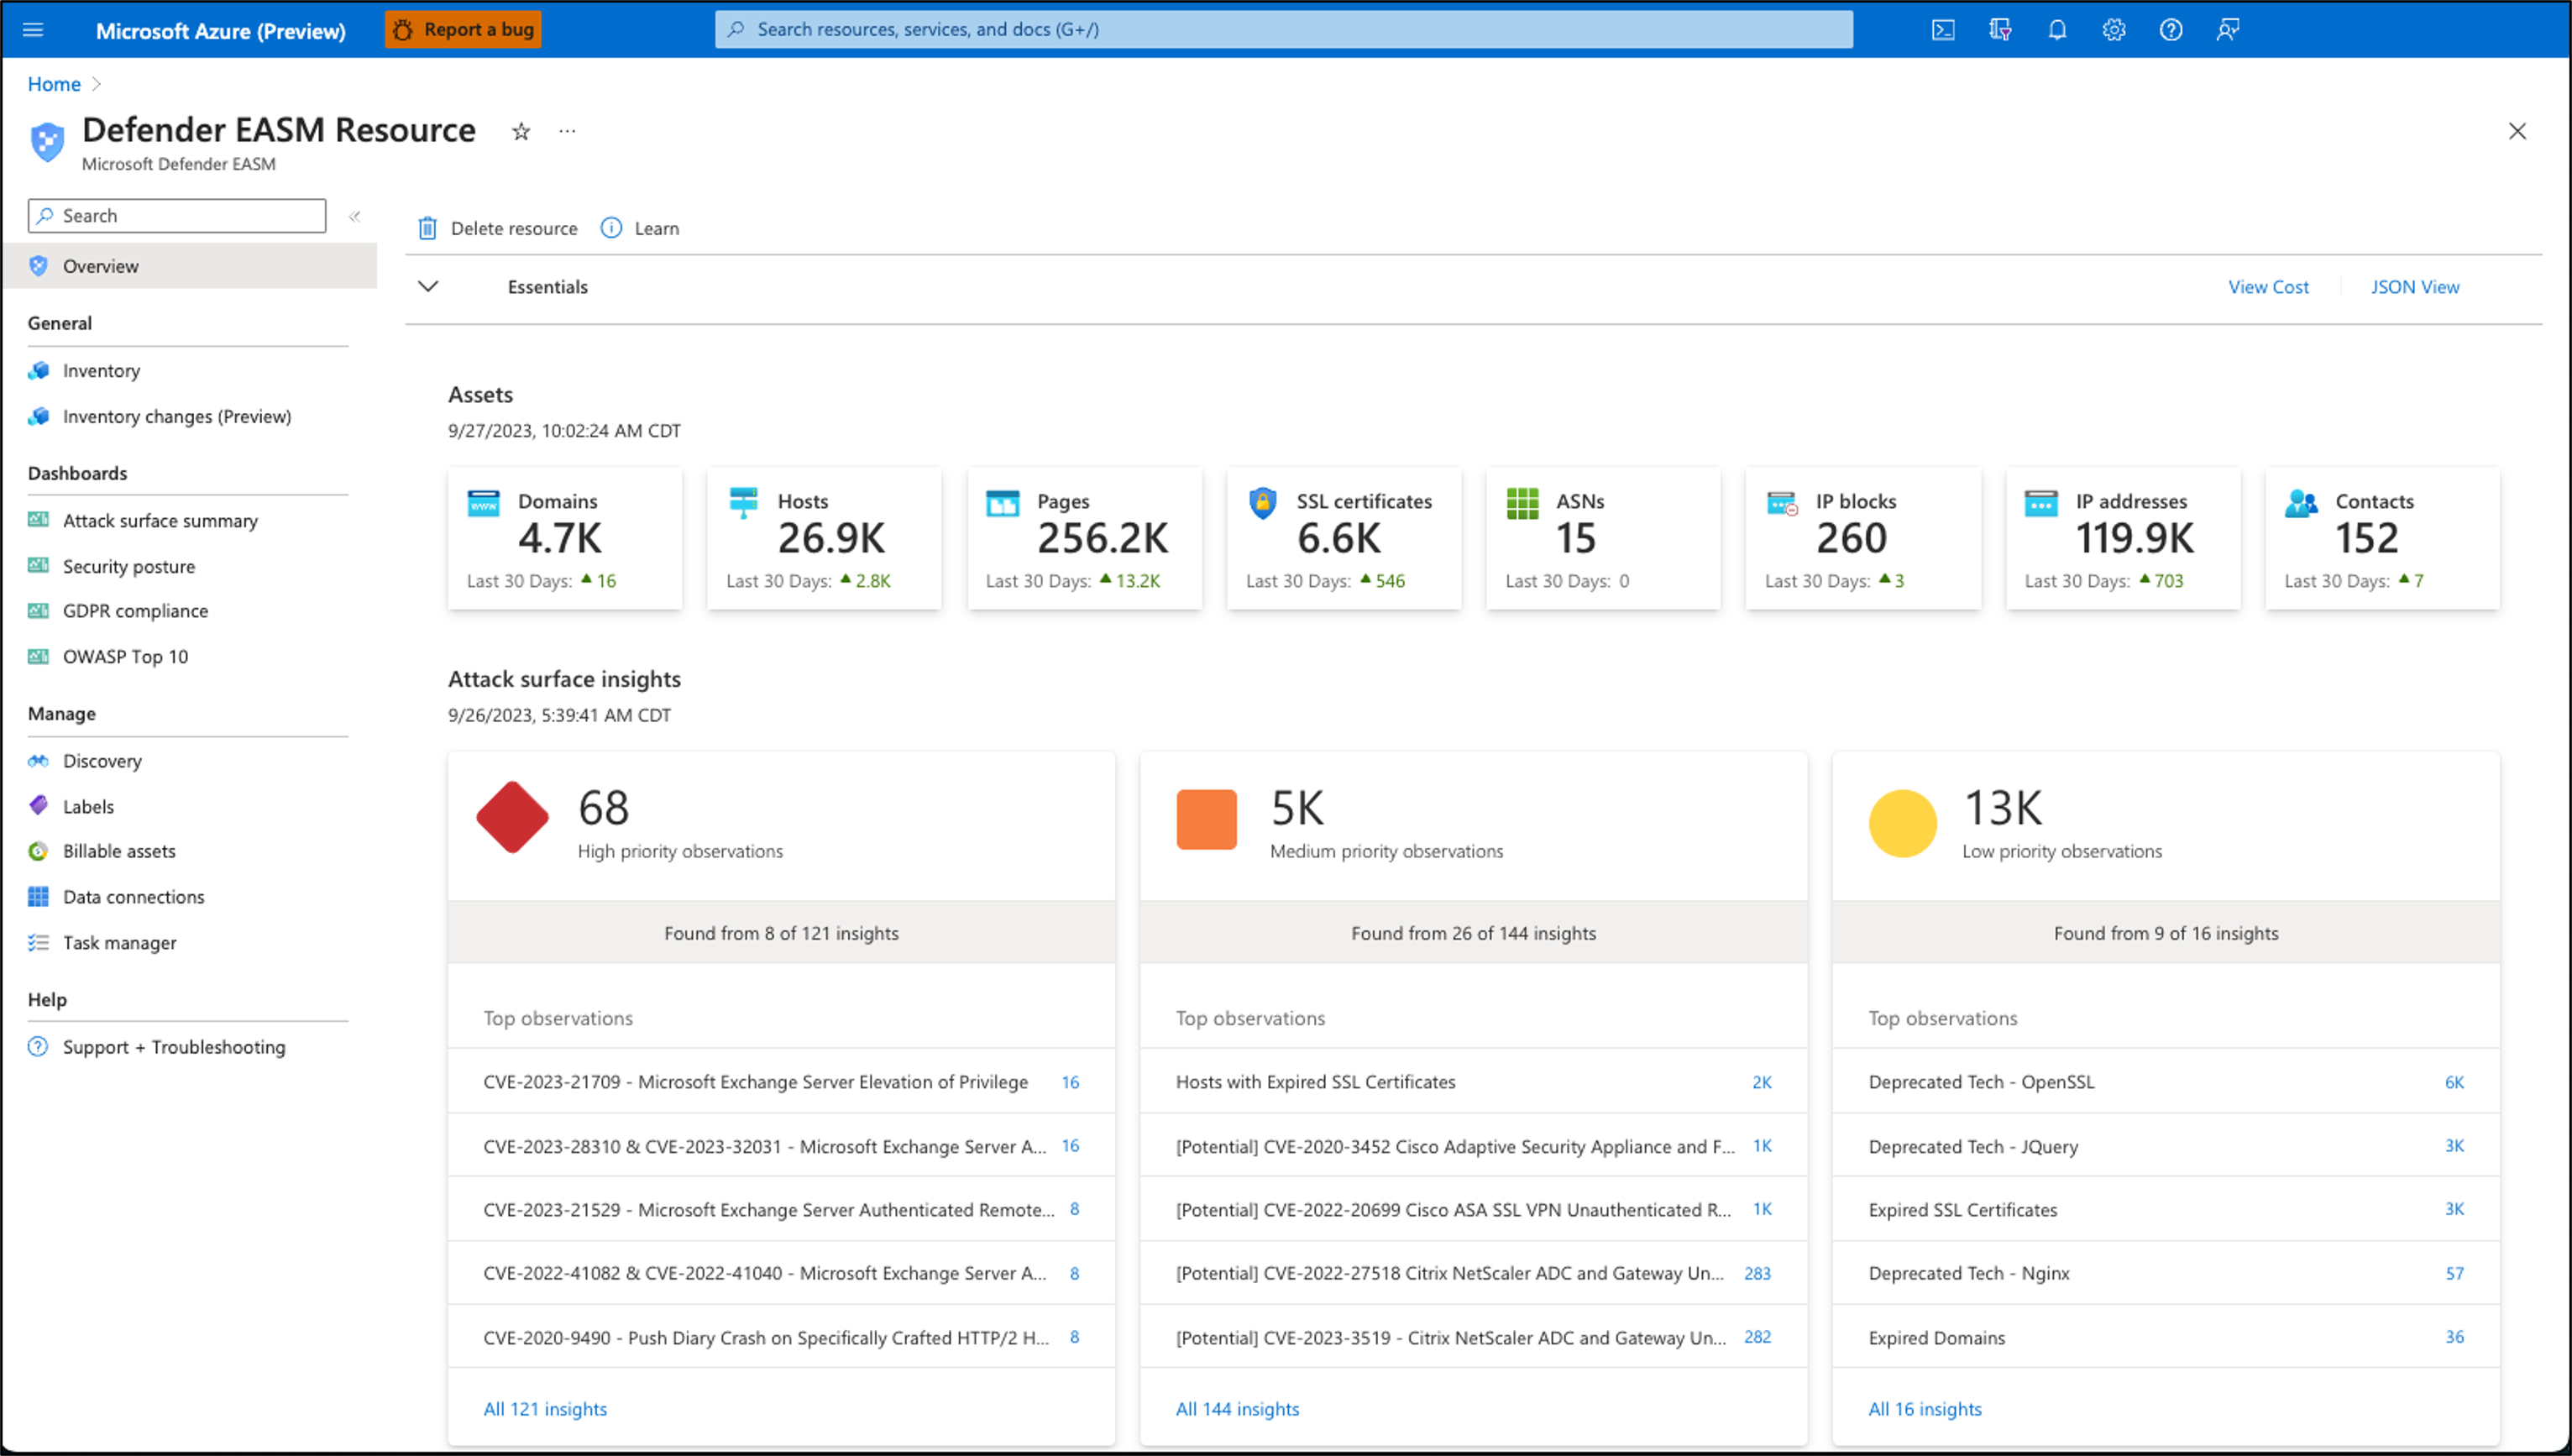 Microsoft Azure (Preview)
Report a bug
Search resources, services, and docs (G+/)
Home
Defender EASM Resource
Microsoft Defender EASM
Search
Overview
General
Inventory
Inventory changes (Preview)
Dashboards
Attack surface summary
Security posture
GDPR compliance
OWASP Top 10
Manage
Discovery
Labels
Billable assets
Data connections
Task manager
Help
Support + Troubleshooting
Delete resource
Learn
Essentials
View Cost
JSON View
Assets
9/27/2023, 10:02:24 AM CDT
www
Domains
4.7K
Last 30 Days: ▲ 16
Hosts
26.9K
Last 30 Days: ▲ 2.8K
Pages
256.2K
Last 30 Days: ▲ 13.2K
SSL certificates
6.6K
Last 30 Days: ▲ 546
ASNs
15
Last 30 Days: 0
IP blocks
260
Last 30 Days: ▲ 3
IP addresses
119.9K
Last 30 Days: ▲ 703
Contacts
152
Last 30 Days: ▲ 7
Attack surface insights
9/26/2023, 5:39:41 AM CDT
68
High priority observations
Found from 8 of 121 insights
Top observations
CVE-2023-21709 - Microsoft Exchange Server Elevation of Privilege 16
CVE-2023-28310 & CVE-2023-32031 - Microsoft Exchange Server A... 16
CVE-2023-21529 - Microsoft Exchange Server Authenticated Remote... 8
CVE-2022-41082 & CVE-2022-41040 - Microsoft Exchange Server A... 8
CVE-2020-9490 - Push Diary Crash on Specifically Crafted HTTP/2 H... 8
All 121 insights
5K
Medium priority observations
Found from 26 of 144 insights
Top observations
Hosts with Expired SSL Certificates 2K
[Potential] CVE-2020-3452 Cisco Adaptive Security Appliance and F... 1K
[Potential] CVE-2022-20699 Cisco ASA SSL VPN Unauthenticated R... 1K
[Potential] CVE-2022-27518 Citrix NetScaler ADC and Gateway Un... 283
[Potential] CVE-2023-3519 - Citrix NetScaler ADC and Gateway Un... 282
All 144 insights
13K
Low priority observations
Found from 9 of 16 insights
Top observations
Deprecated Tech - OpenSSL 6K
Deprecated Tech - JQuery 3K
Expired SSL Certificates 3K
Deprecated Tech - Nginx 57
Expired Domains 36
All 16 insights